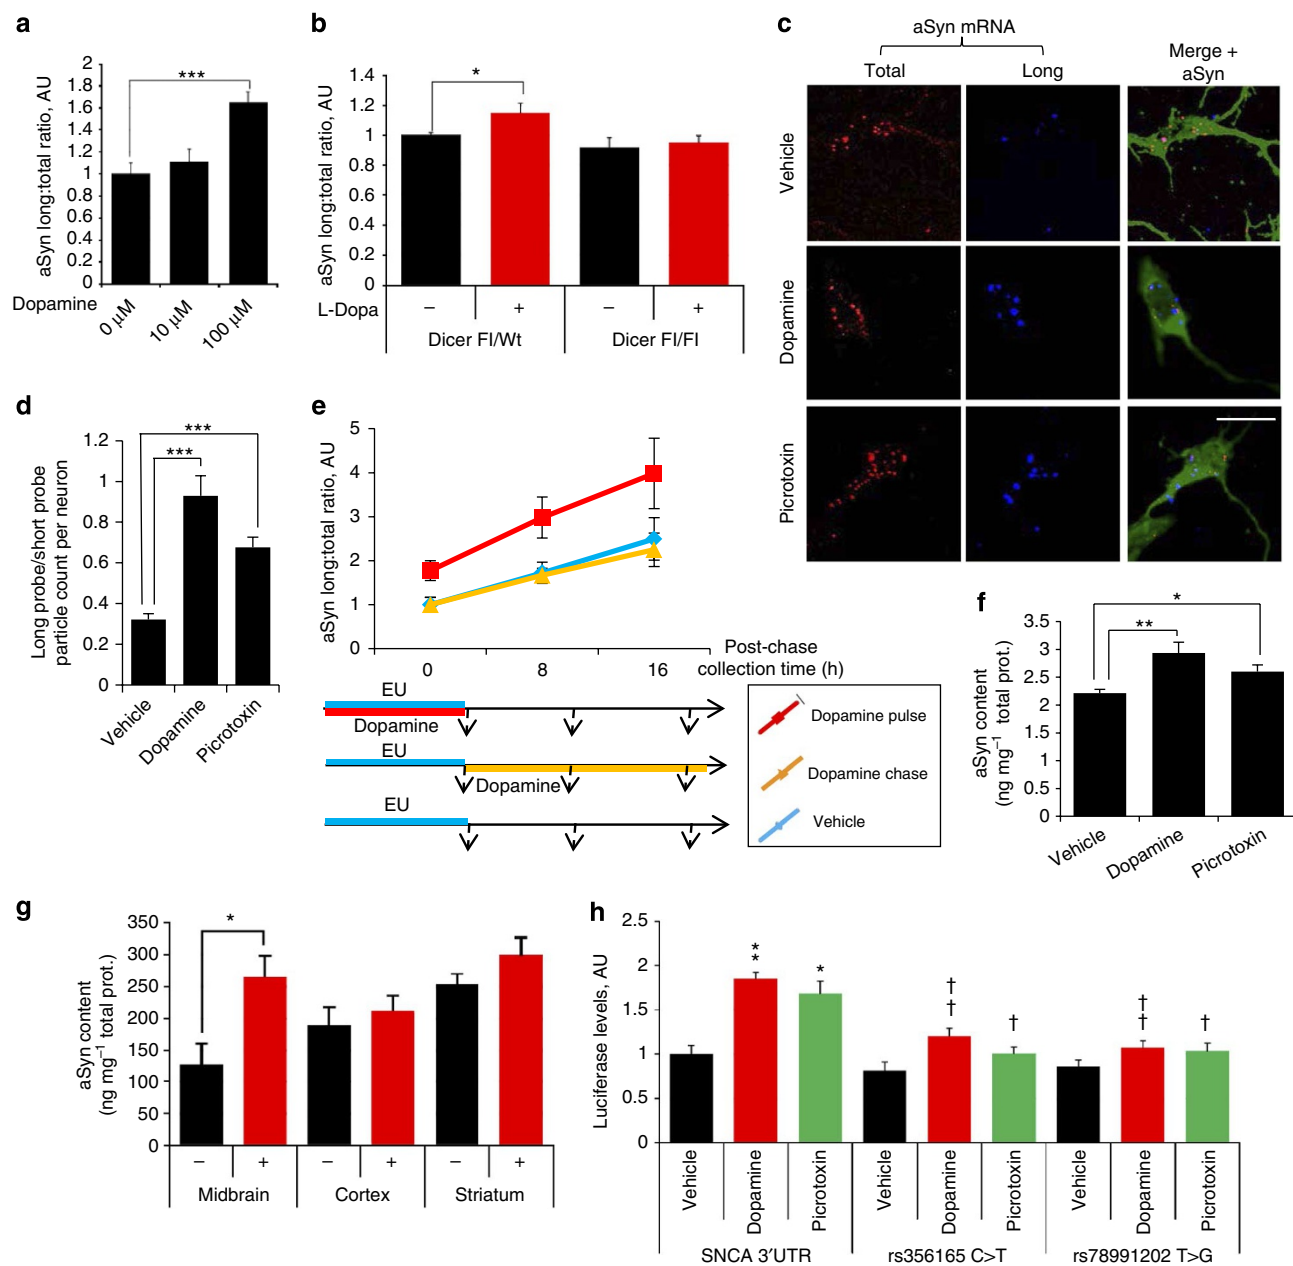 a
aSyn long:total ratio, AU
2
1.8
1.6
1.4
1.2
1
0.8
0.6
0.4
0.2
0
***
Dopamine
0 µM
10 µM
100 µM
b
aSyn long:total ratio, AU
1.4
1.2
1
0.8
0.6
0.4
0.2
0
*
L-Dopa
− + − +
Dicer Fl/Wt
Dicer Fl/Fl
c
aSyn mRNA
Total
Long
Merge +
aSyn
Vehicle
Dopamine
Picrotoxin
d
Long probe/short probe
particle count per neuron
1.2
1
0.8
0.6
0.4
0.2
0
***
***
Vehicle
Dopamine
Picrotoxin
e
aSyn long:total ratio, AU
5
4
3
2
1
0
0 8 16
Post-chase
collection time (h)
EU
Dopamine
EU
Dopamine
EU
Dopamine pulse
Dopamine chase
Vehicle
f
aSyn content
(ng mg−1 total prot.)
3.5
3
2.5
2
1.5
1
0.5
0
*
**
Vehicle
Dopamine
Picrotoxin
g
aSyn content
(ng mg−1 total prot.)
350
300
250
200
150
100
50
0
*
− + − + − +
Midbrain
Cortex
Striatum
h
Luciferase levels, AU
2.5
2
1.5
1
0.5
0
*
*
*
†
†
†
†
†
†
Vehicle
Dopamine
Picrotoxin
Vehicle
Dopamine
Picrotoxin
Vehicle
Dopamine
Picrotoxin
SNCA 3′UTR
rs356165 C>T
rs78991202 T>G